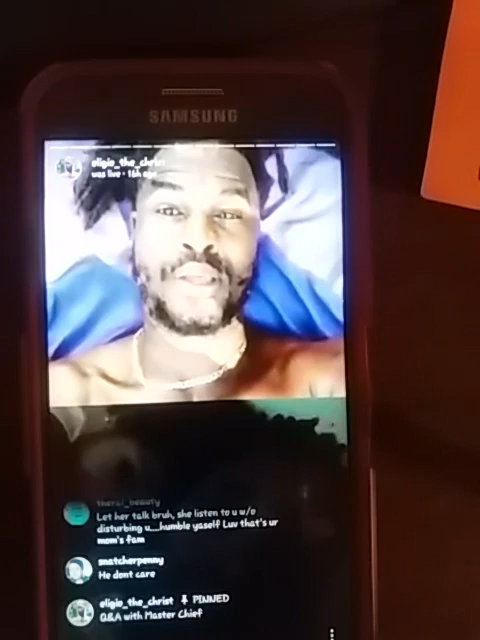 SAMSUNG
eligio_the_christ
was live • 16h ago
Let her talk bruh, she listen to u w/o
disturbing u....humble yaself Luv that's ur
mom's fam
snatcherpenny
He dont care
eligio_the_christ PINNED
Q&A with Master Chief